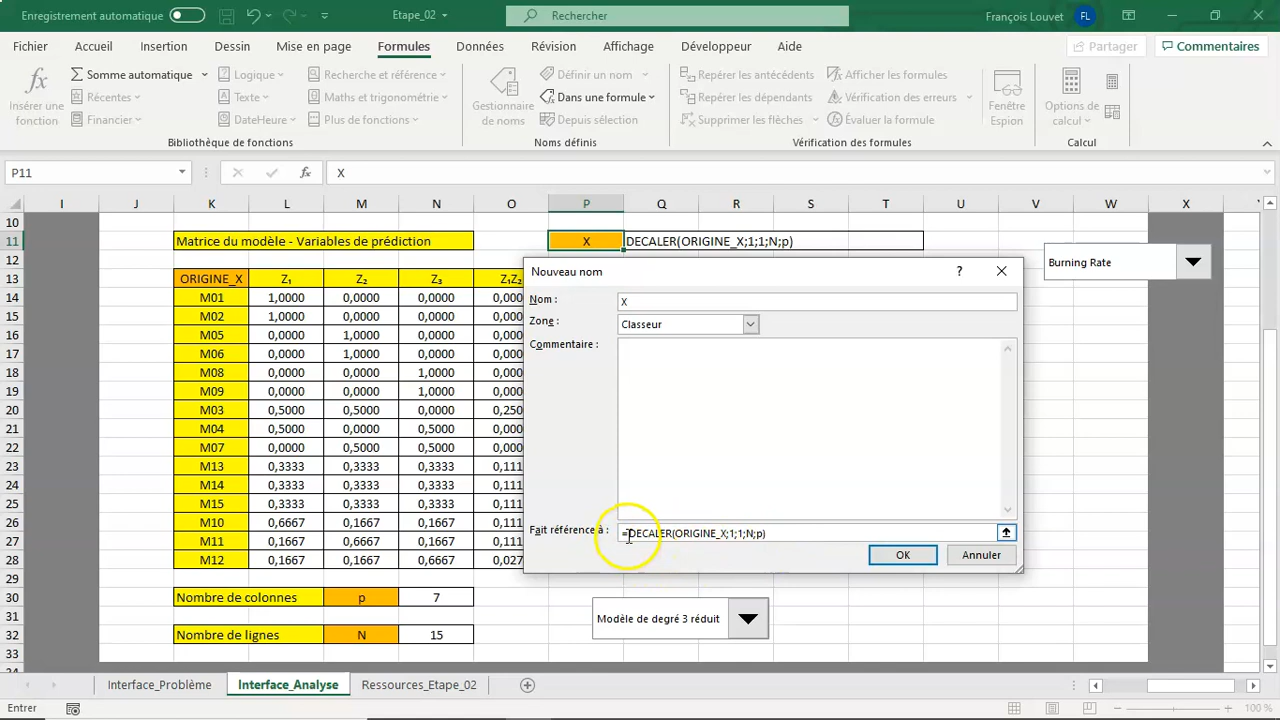 Enregistrement automatique Etape_02 Rechercher François Louvet FL
Fichier Accueil Insertion Dessin Mise en page Formules Données Révision Affichage Développeur Aide Partager Commentaires
fx Insérer une fonction
Σ Somme automatique
Récentes
Financier
Logique
Texte
DateHeure
Recherche et référence
Maths et trigonométrie
Plus de fonctions
Bibliothèque de fonctions
Gestionnaire de noms
Définir un nom
Dans une formule
Depuis sélection
Noms définis
Repérer les antécédents
Repérer les dépendants
Supprimer les flèches
Afficher les formules
Vérification des erreurs
Évaluer la formule
Fenêtre Espion
Vérification des formules
Options de calcul
Calcul
P11 fx X
I J K L M N O P Q R S T U V W X
10
11 Matrice du modèle - Variables de prédiction X DECALER(ORIGINE_X;1;1;N;p)
12
Burning Rate
13 ORIGINE_X Z₁ Z₂ Z₃ Z₁Z₂
14 M01 1,0000 0,0000 0,0000 0,000
15 M02 1,0000 0,0000 0,0000 0,000
16 M05 0,0000 1,0000 0,0000 0,000
17 M06 0,0000 1,0000 0,0000 0,000
18 M08 0,0000 0,0000 1,0000 0,000
19 M09 0,0000 0,0000 1,0000 0,000
20 M03 0,5000 0,5000 0,0000 0,250
21 M04 0,5000 0,0000 0,5000 0,000
22 M07 0,0000 0,5000 0,5000 0,000
23 M13 0,3333 0,3333 0,3333 0,111
24 M14 0,3333 0,3333 0,3333 0,111
25 M15 0,3333 0,3333 0,3333 0,111
26 M10 0,6667 0,1667 0,1667 0,111
27 M11 0,1667 0,6667 0,1667 0,111
28 M12 0,1667 0,1667 0,6667 0,027
29
30 Nombre de colonnes p 7
31
32 Nombre de lignes N 15
33
Modèle de degré 3 réduit
Nouveau nom ?
Nom : X
Zone : Classeur
Commentaire :
Fait référence à : =DECALER(ORIGINE_X;1;1;N;p)
OK Annuler
Interface_Problème Interface_Analyse Ressources_Etape_02
Entrer 100 %